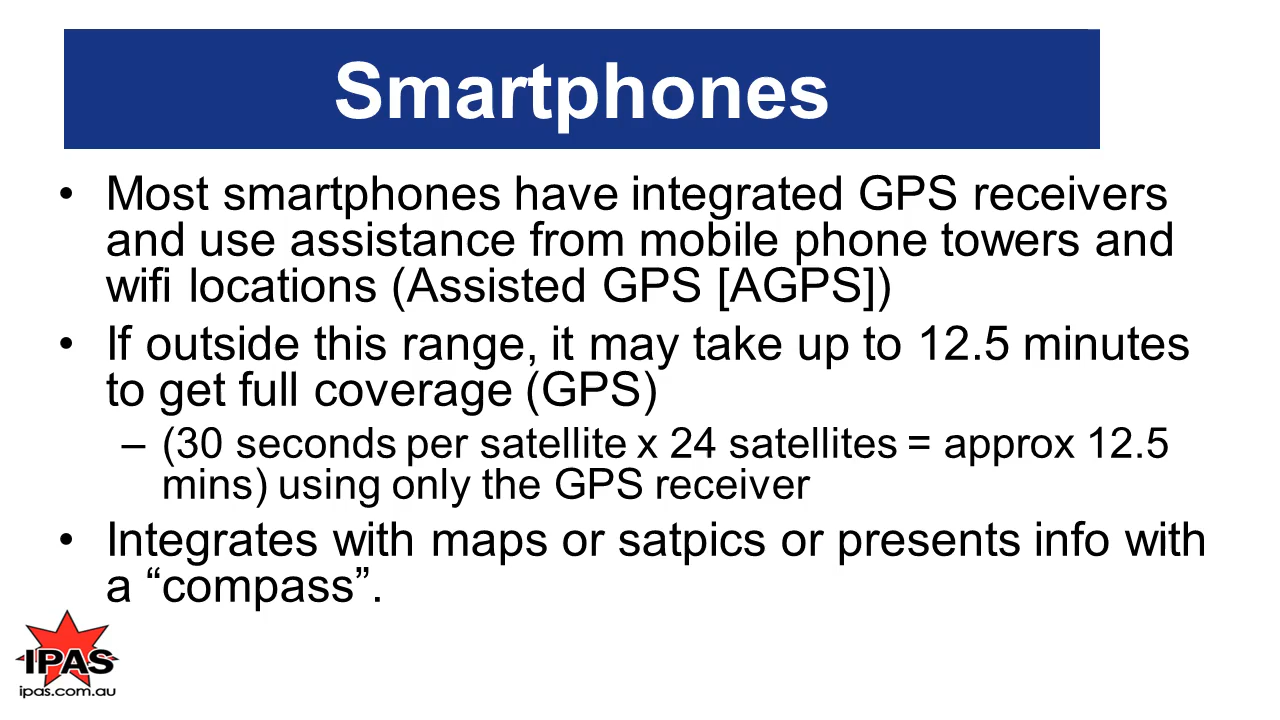 Smartphones
• Most smartphones have integrated GPS receivers
and use assistance from mobile phone towers and
wifi locations (Assisted GPS [AGPS])
• If outside this range, it may take up to 12.5 minutes
to get full coverage (GPS)
– (30 seconds per satellite x 24 satellites = approx 12.5
mins) using only the GPS receiver
• Integrates with maps or satpics or presents info with
a “compass”.
IPAS
ipas.com.au